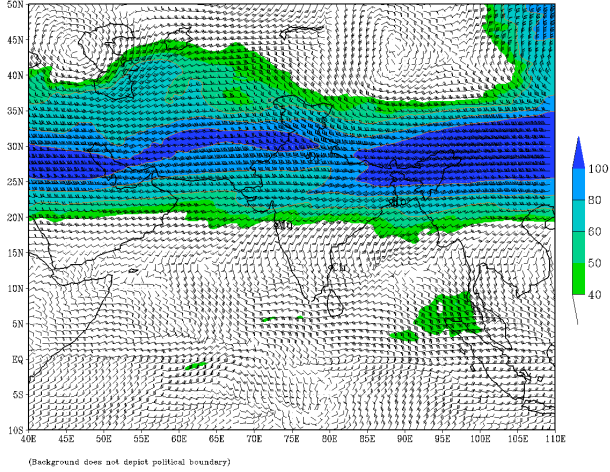 50N
45N
40N
35N
30N
25N
20N
15N
10N
5N
EQ
5S
10S
40E 45E 50E 55E 60E 65E 70E 75E 80E 85E 90E 95E 100E 105E 110E
100
80
60
50
40
(Background does not depict political boundary)